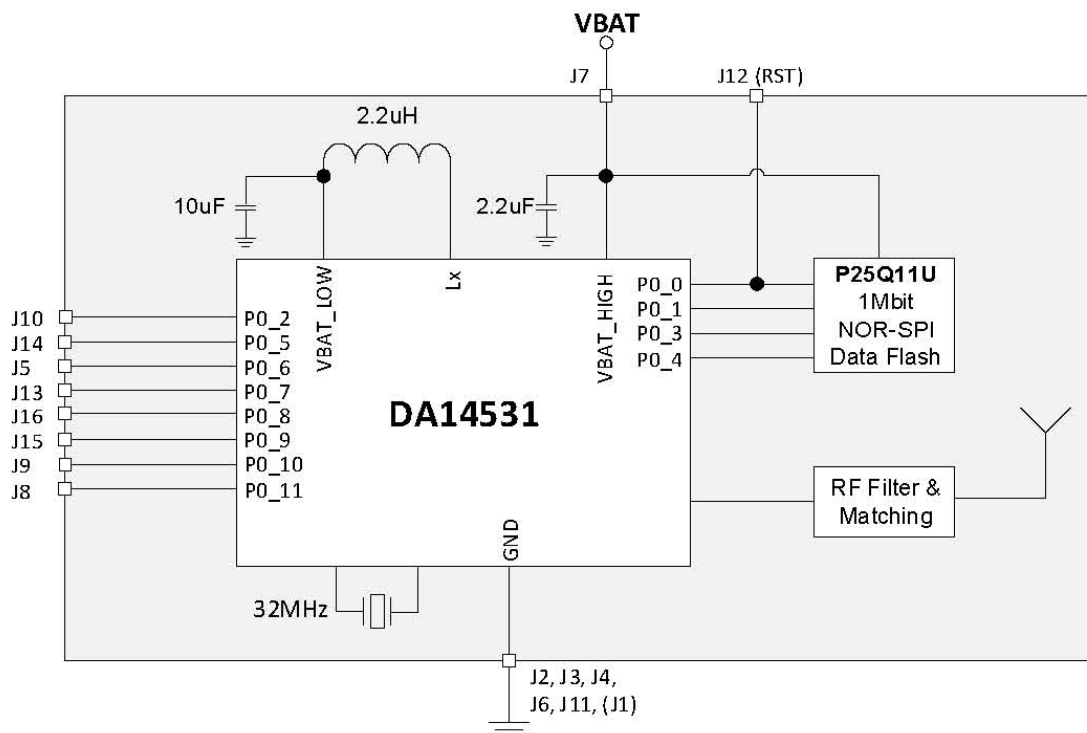 VBAT
J7
J12 (RST)
2.2uH
10uF
2.2uF
VBAT_LOW
Lx
VBAT_HIGH
P0_0
P0_1
P0_3
P0_4
P25Q11U
1Mbit
NOR-SPI
Data Flash
J10
J14
J5
J13
J16
J15
J9
J8
P0_2
P0_5
P0_6
P0_7
P0_8
P0_9
P0_10
P0_11
DA14531
RF Filter &
Matching
GND
32MHz
J2, J3, J4,
J6, J11, (J1)